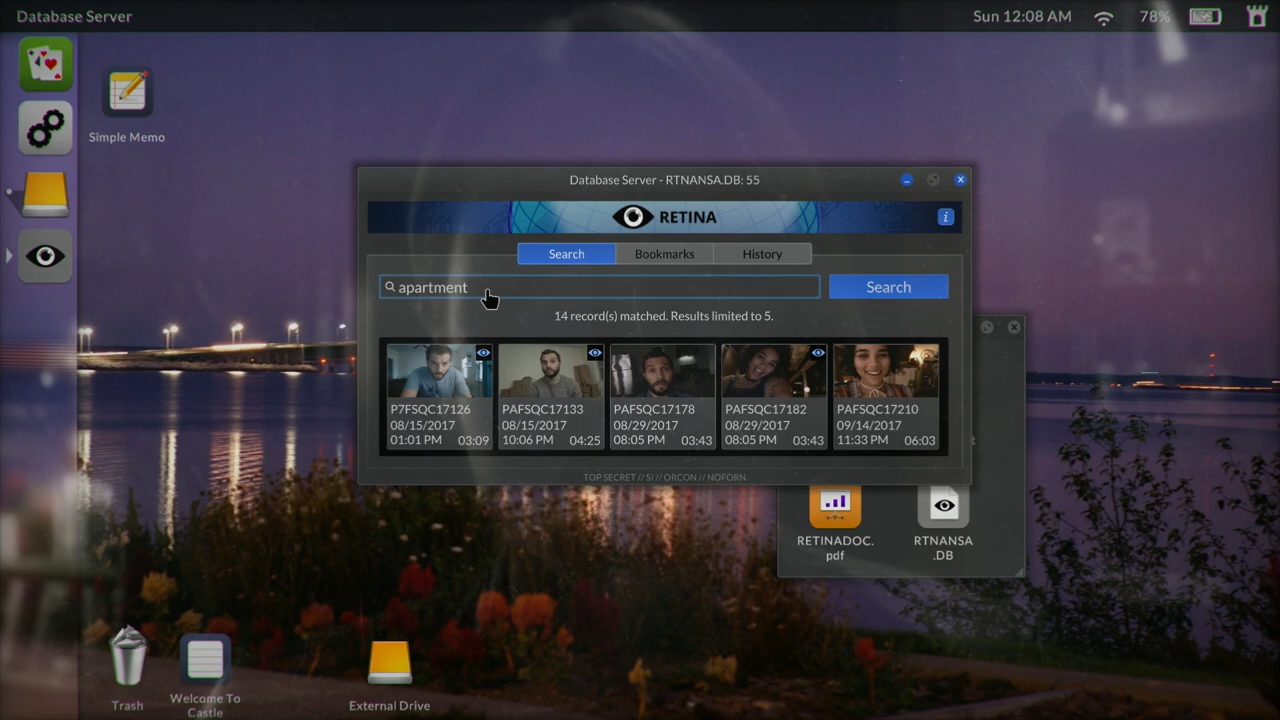 Database Server
Sun 12:08 AM
78%
Simple Memo
Database Server - RTNANSA.DB: 55
RETINA
i
Search
Bookmarks
History
apartment
Search
14 record(s) matched. Results limited to 5.
P7FSQC17126
08/15/2017
01:01 PM 03:09
PAFSQC17133
08/15/2017
10:06 PM 04:25
PAFSQC17178
08/29/2017
08:05 PM 03:43
PAFSQC17182
08/29/2017
08:05 PM 03:43
PAFSQC17210
09/14/2017
11:33 PM 06:03
TOP SECRET // S! // ORCON // NOFORN
RETINADOC.
pdf
RTNANSA
.DB
Trash
Welcome To
Castle
External Drive